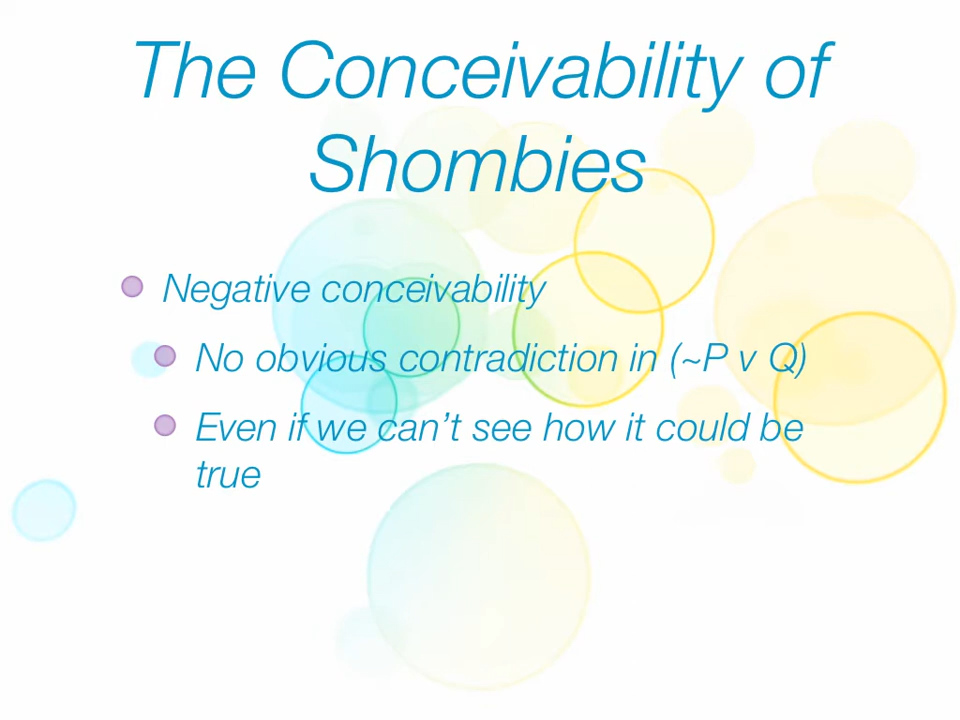 The Conceivability of
Shombies
Negative conceivability
No obvious contradiction in (~P v Q)
Even if we can’t see how it could be
true